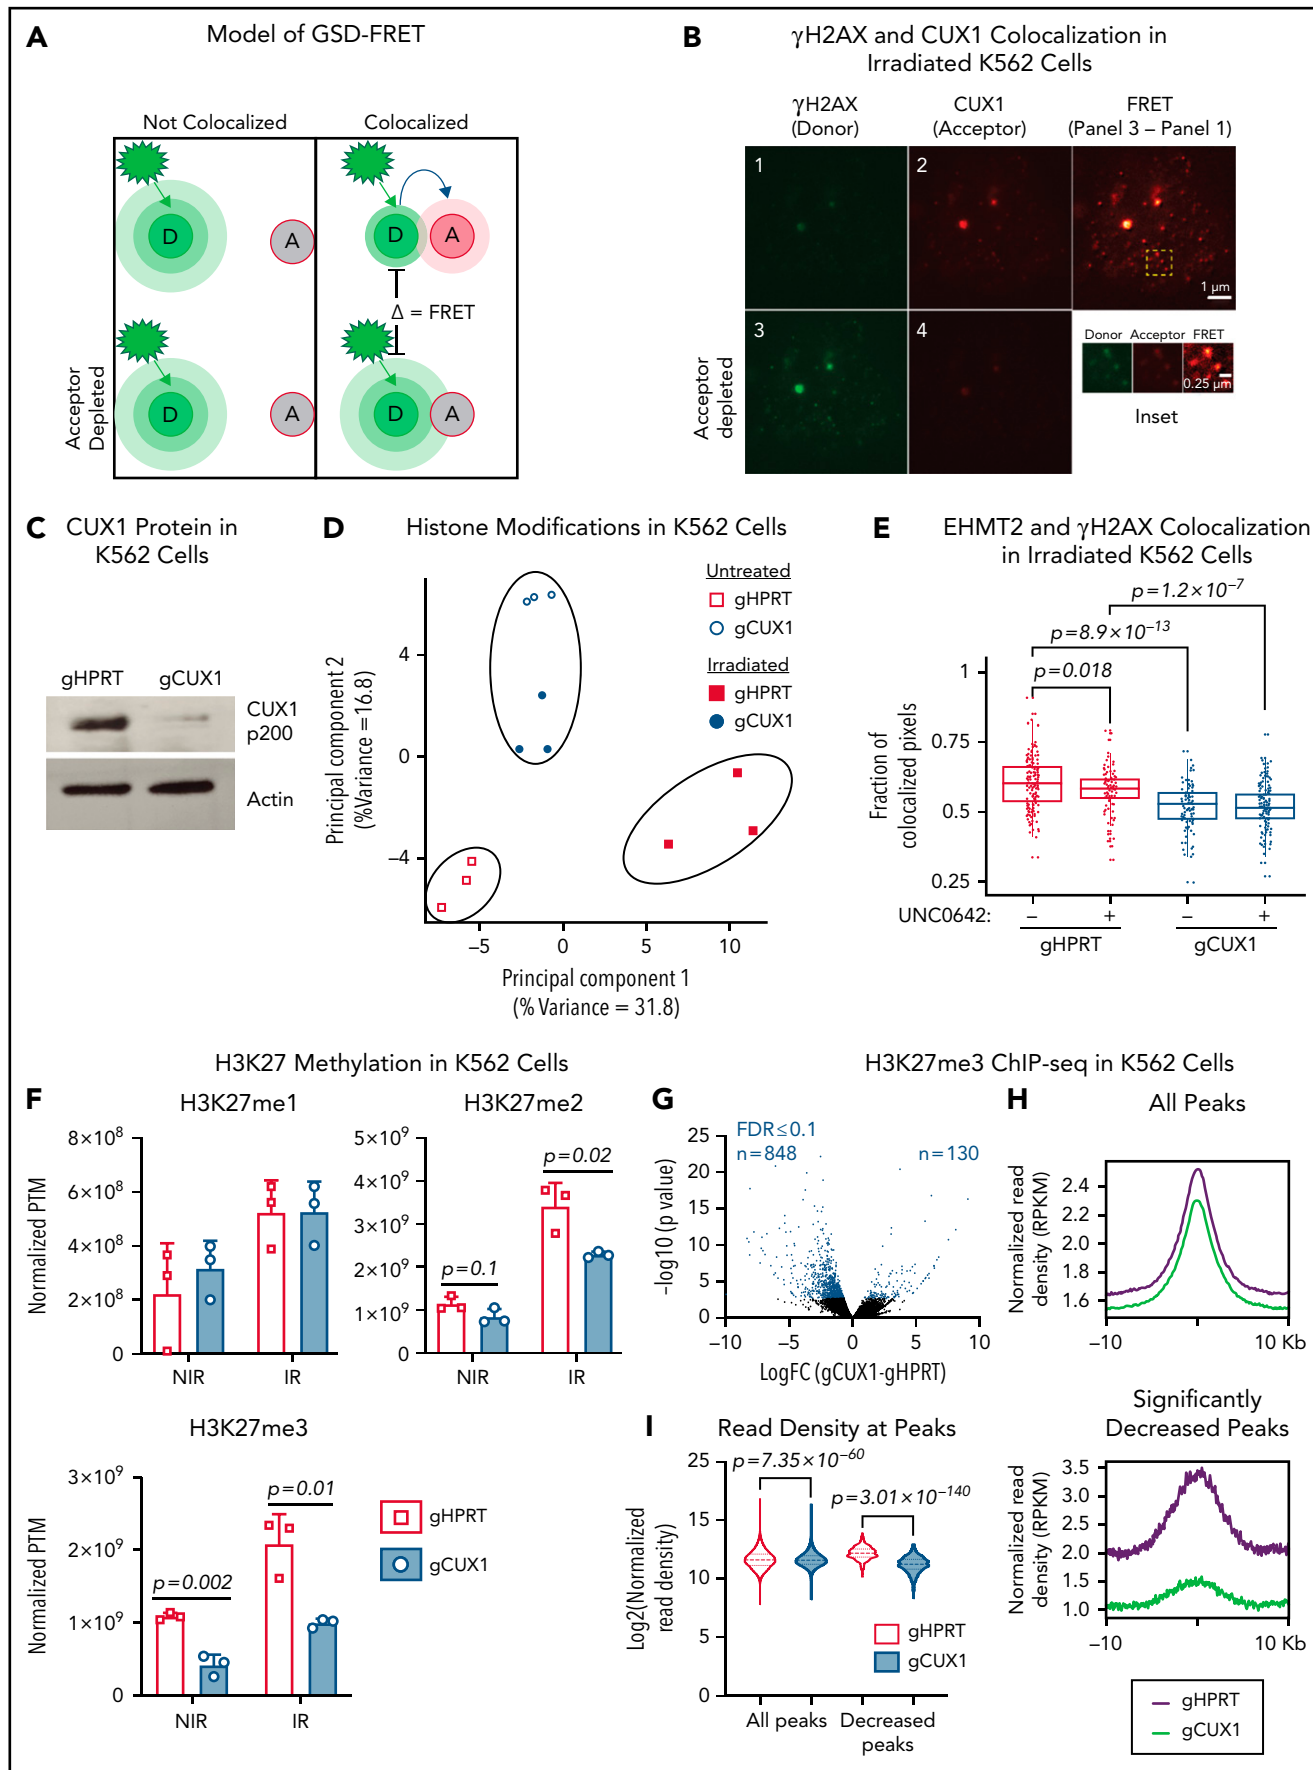 A
Model of GSD-FRET
Not Colocalized
Colocalized
D
A
D
A
Δ = FRET
Acceptor
Depleted
D
A
D
A
B
γH2AX and CUX1 Colocalization in
Irradiated K562 Cells
γH2AX
(Donor)
CUX1
(Acceptor)
FRET
(Panel 3 – Panel 1)
1
2
1 µm
Acceptor
depleted
3
4
Donor
Acceptor
FRET
0.25 µm
Inset
C
CUX1 Protein in
K562 Cells
gHPRT
gCUX1
CUX1
p200
Actin
D
Histone Modifications in K562 Cells
Untreated
gHPRT
gCUX1
Irradiated
gHPRT
gCUX1
Principal component 2
(%Variance =16.8)
4
0
–4
–5
0
5
10
Principal component 1
(% Variance = 31.8)
E
EHMT2 and γH2AX Colocalization
in Irradiated K562 Cells
p=1.2×10⁻⁷
p=8.9×10⁻¹³
p=0.018
Fraction of
colocalized pixels
1
0.75
0.5
0.25
UNC0642:
–
+
–
+
gHPRT
gCUX1
H3K27 Methylation in K562 Cells
F
H3K27me1
Normalized PTM
8×10⁸
6×10⁸
4×10⁸
2×10⁸
0
NIR
IR
H3K27me2
5×10⁹
4×10⁹
3×10⁹
2×10⁹
1×10⁹
0
p=0.1
p=0.02
NIR
IR
H3K27me3
Normalized PTM
3×10⁹
2×10⁹
1×10⁹
0
p=0.002
p=0.01
NIR
IR
gHPRT
gCUX1
H3K27me3 ChIP-seq in K562 Cells
G
FDR≤0.1
n=848
n=130
–log10 (p value)
25
20
15
10
5
0
–10
–5
0
5
10
LogFC (gCUX1-gHPRT)
H
All Peaks
Normalized read
density (RPKM)
2.4
2.2
2.0
1.8
1.6
–10
10 Kb
Significantly
Decreased Peaks
Normalized read
density (RPKM)
3.5
3.0
2.5
2.0
1.5
1.0
–10
10 Kb
gHPRT
gCUX1
I
Read Density at Peaks
p=7.35×10⁻⁶⁰
p=3.01×10⁻¹⁴⁰
Log2(Normalized
read density)
25
20
15
10
5
0
gHPRT
gCUX1
All peaks
Decreased
peaks